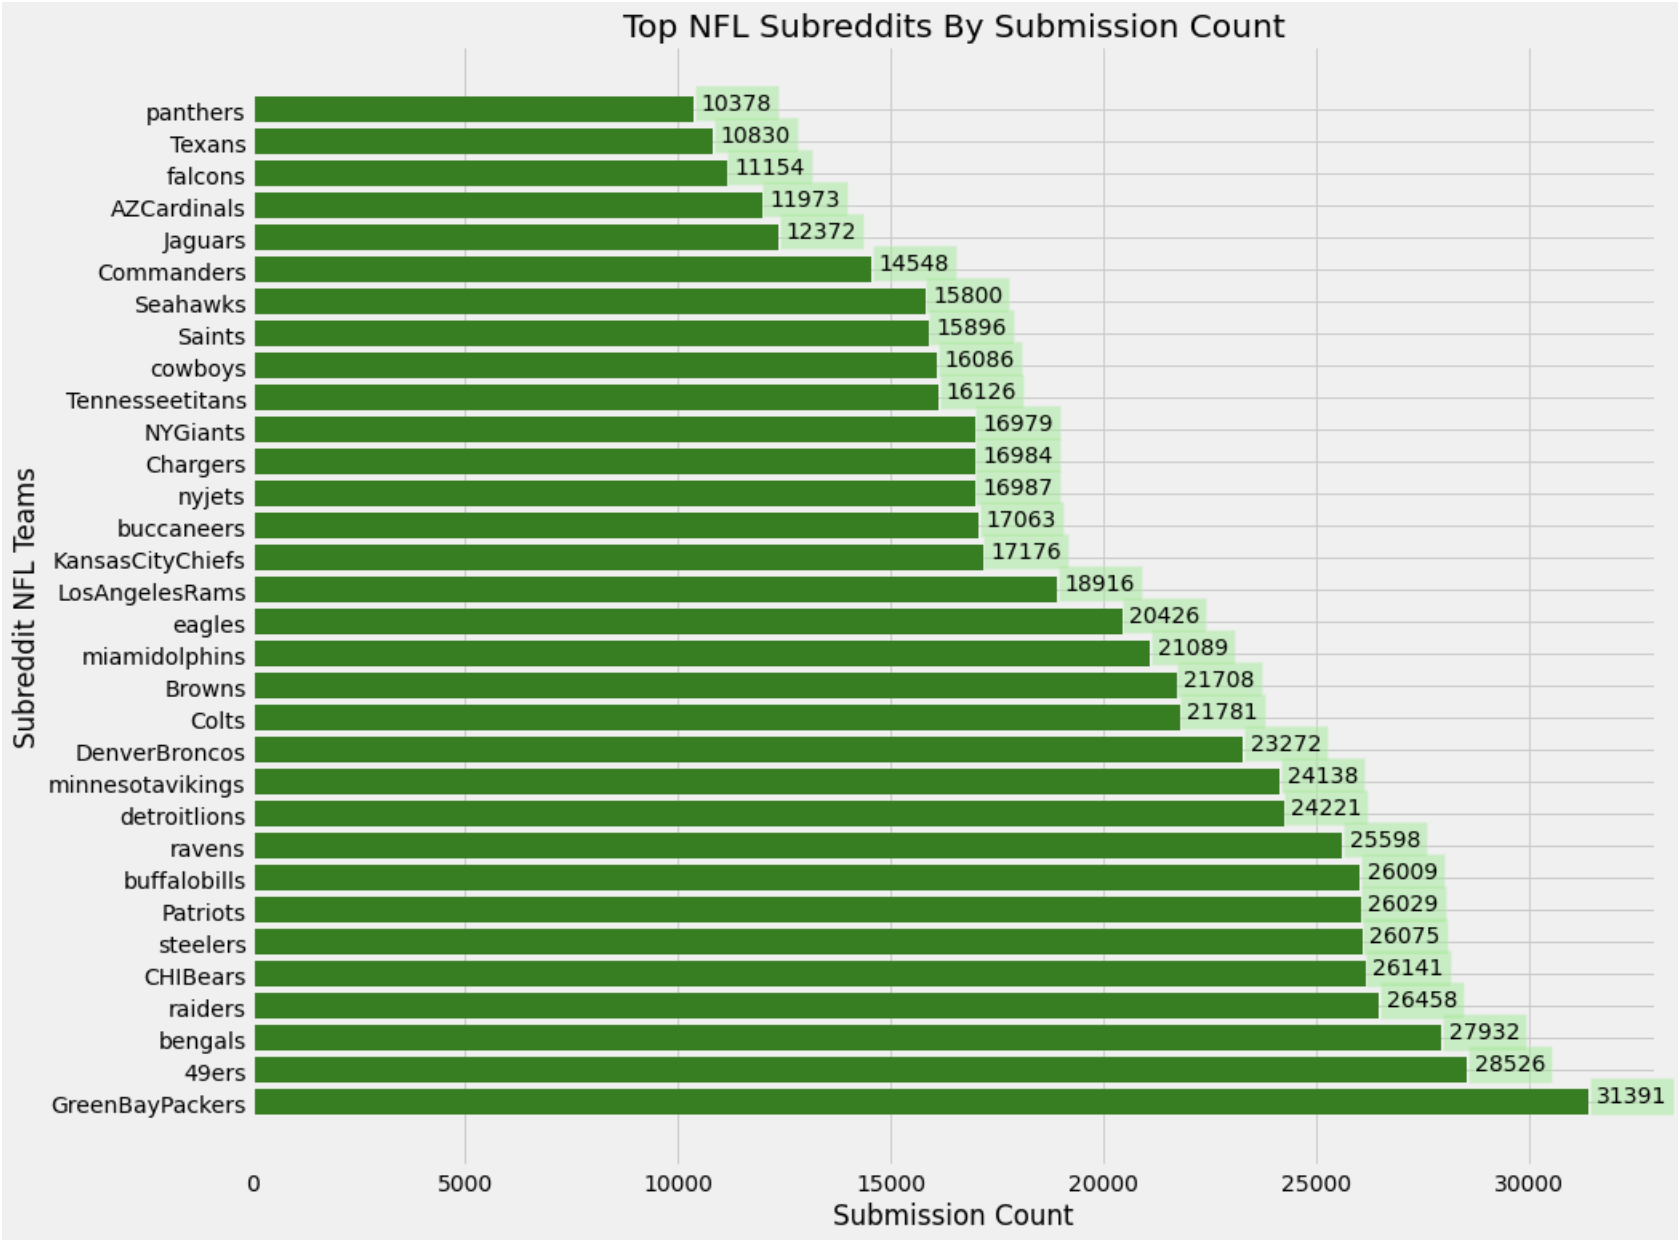 Top NFL Subreddits By Submission Count
panthers 10378
Texans 10830
falcons 11154
AZCardinals 11973
Jaguars 12372
Commanders 14548
Seahawks 15800
Saints 15896
cowboys 16086
Tennesseetitans 16126
NYGiants 16979
Chargers 16984
nyjets 16987
buccaneers 17063
KansasCityChiefs 17176
LosAngelesRams 18916
eagles 20426
miamidolphins 21089
Browns 21708
Colts 21781
DenverBroncos 23272
minnesotavikings 24138
detroitlions 24221
ravens 25598
buffalobills 26009
Patriots 26029
steelers 26075
CHIBears 26141
raiders 26458
bengals 27932
49ers 28526
GreenBayPackers 31391
Subreddit NFL Teams
0 5000 10000 15000 20000 25000 30000
Submission Count